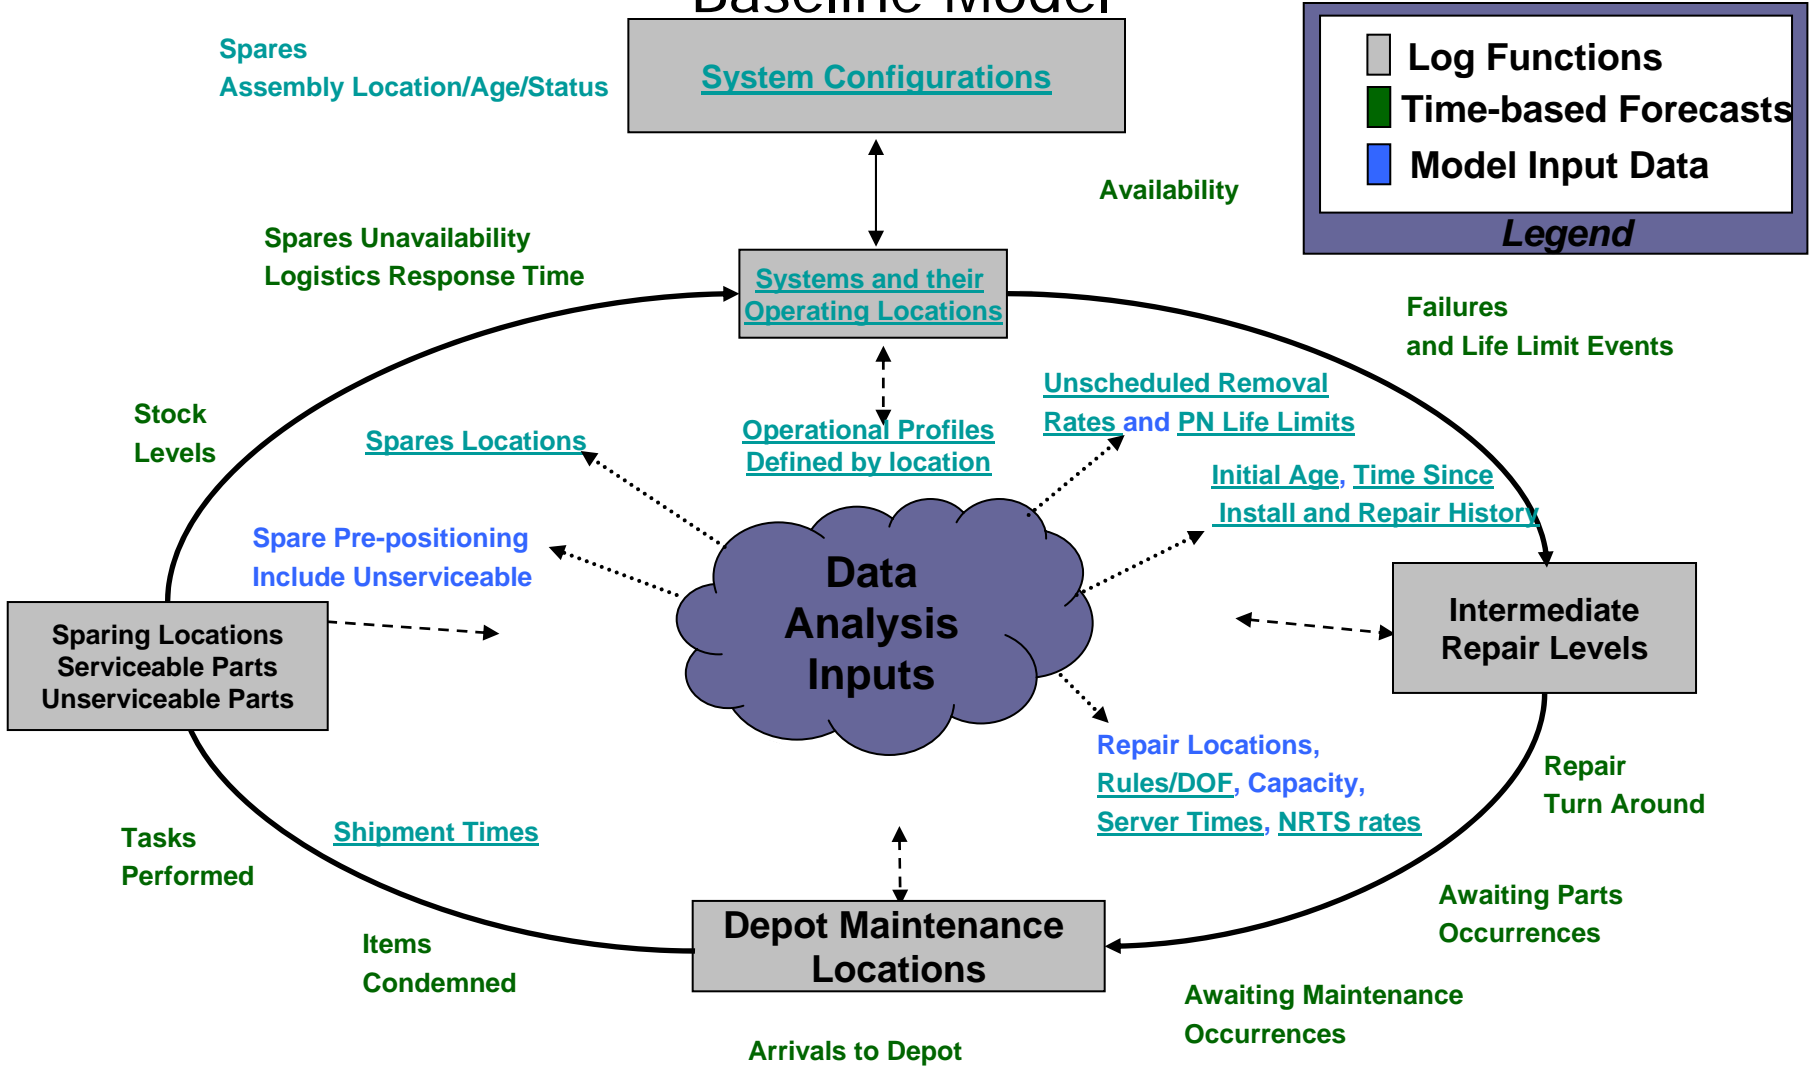 Baseline Model
Spares
Assembly Location/Age/Status
System Configurations
Log Functions
Time-based Forecasts
Model Input Data
Legend
Availability
Spares Unavailability
Logistics Response Time
Systems and their
Operating Locations
Failures
and Life Limit Events
Unscheduled Removal
Rates and PN Life Limits
Stock
Levels
Spares Locations
Operational Profiles
Defined by location
Initial Age, Time Since
Install and Repair History
Spare Pre-positioning
Include Unserviceable
Data
Analysis
Inputs
Sparing Locations
Serviceable Parts
Unserviceable Parts
Intermediate
Repair Levels
Repair Locations,
Rules/DOF, Capacity,
Server Times, NRTS rates
Repair
Turn Around
Tasks
Performed
Shipment Times
Awaiting Parts
Occurrences
Depot Maintenance
Locations
Items
Condemned
Awaiting Maintenance
Occurrences
Arrivals to Depot